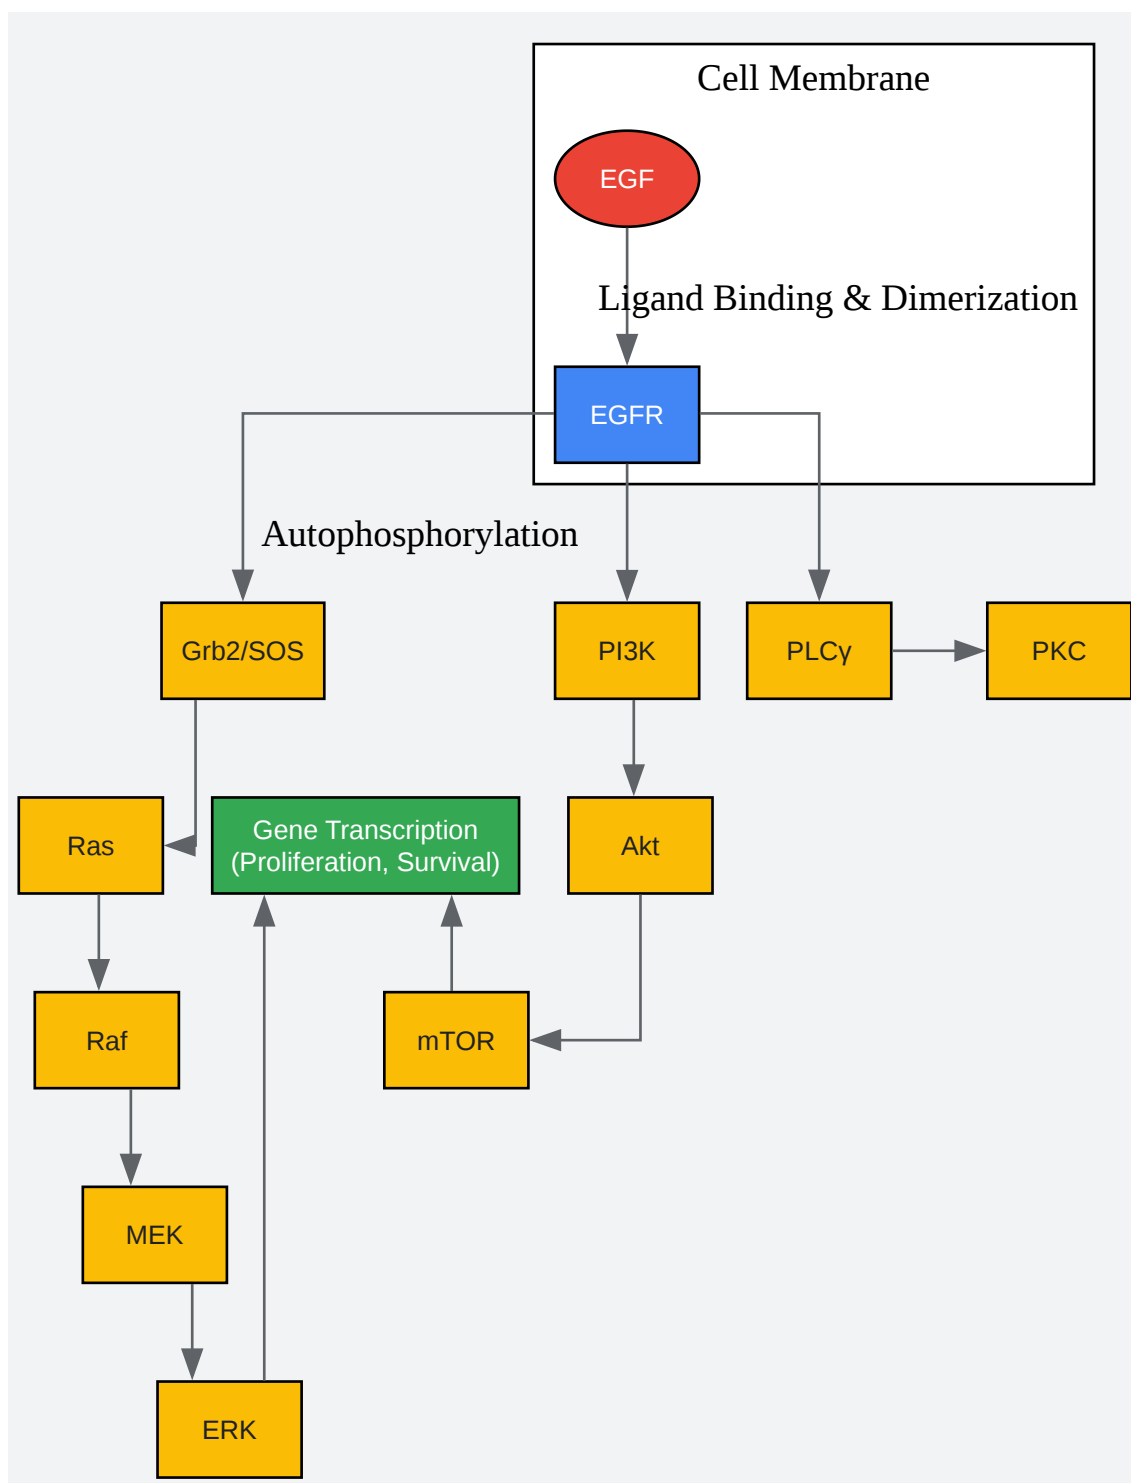 Cell Membrane
EGF
Ligand Binding & Dimerization
EGFR
Autophosphorylation
Grb2/SOS
PI3K
PLCγ
PKC
Ras
Gene Transcription
(Proliferation, Survival)
Akt
Raf
mTOR
MEK
ERK